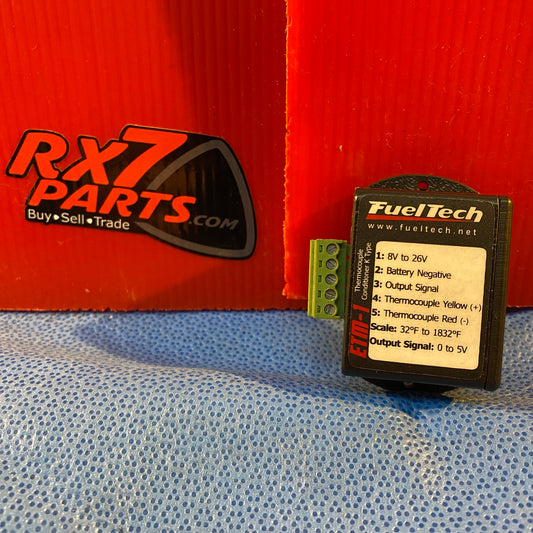 RX7
PARTS.COM
Buy•Sell•Trade
FuelTech
www.fueltech.net
ETM-1
Thermocouple
Conditioner K Type
1: 8V to 26V
2: Battery Negative
3: Output Signal
4: Thermocouple Yellow (+)
5: Thermocouple Red (-)
Scale: 32°F to 1832°F
Output Signal: 0 to 5V